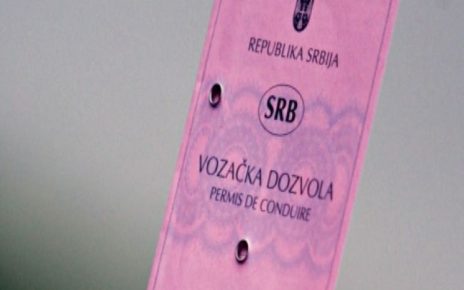 REPUBLIKA SRBIJA
SRB
VOZAČKA DOZVOLA
PERMIS DE CONDUIRE